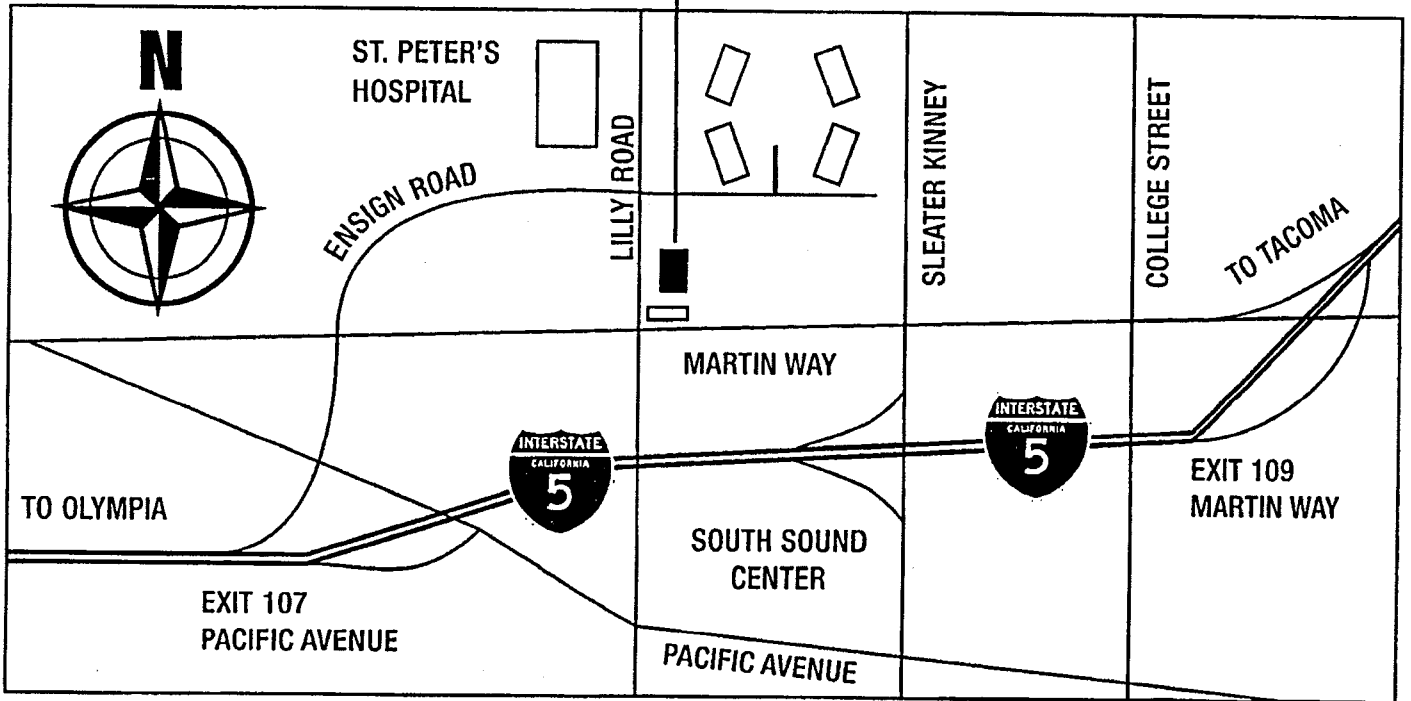 N
ST. PETER'S
HOSPITAL
ENSIGN ROAD
LILLY ROAD
SLEATER KINNEY
COLLEGE STREET
TO TACOMA
MARTIN WAY
INTERSTATE
CALIFORNIA
5
INTERSTATE
CALIFORNIA
5
EXIT 109
MARTIN WAY
TO OLYMPIA
SOUTH SOUND
CENTER
EXIT 107
PACIFIC AVENUE
PACIFIC AVENUE